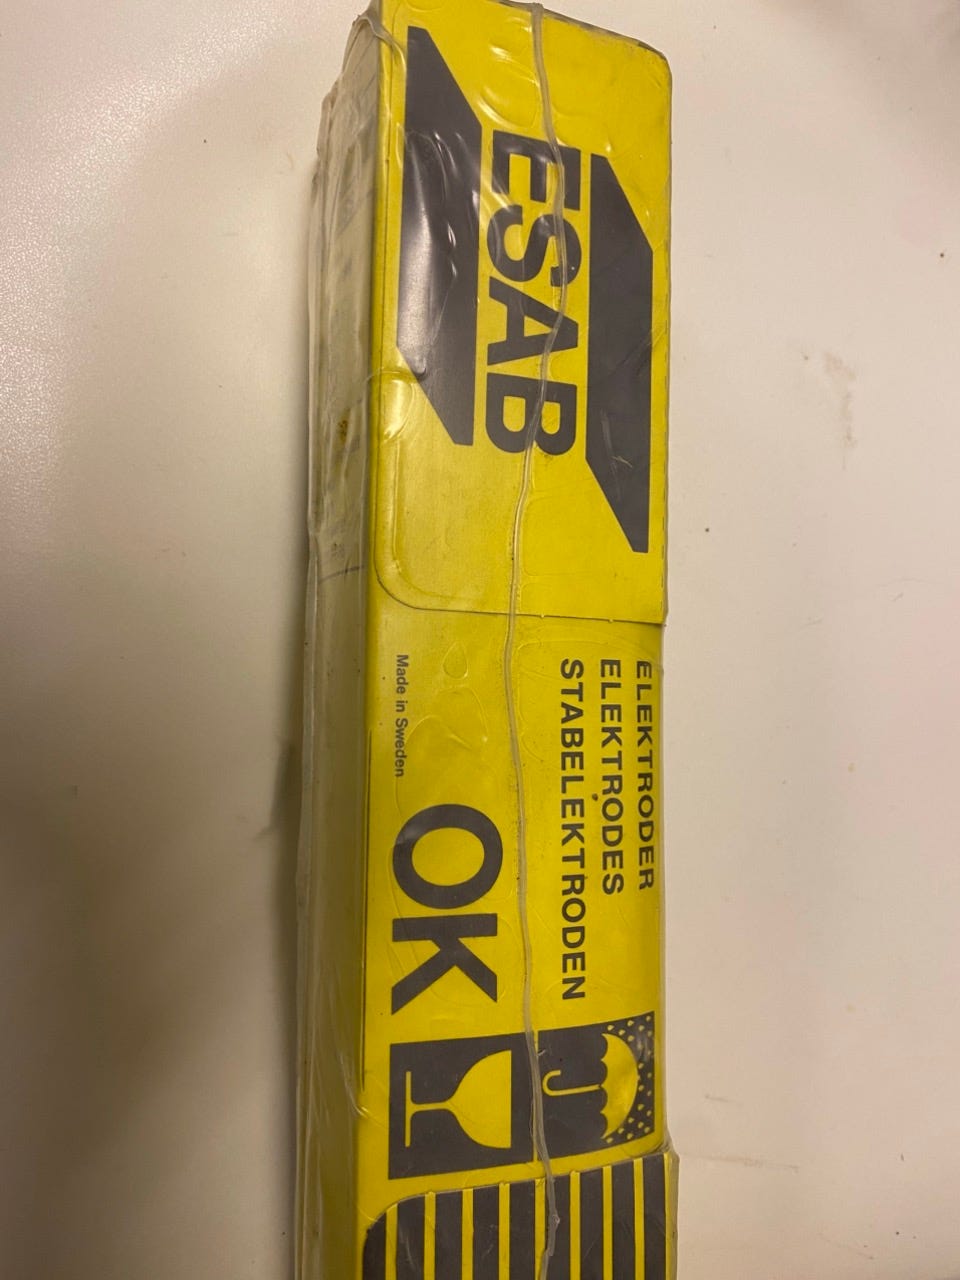 ESAB
ELEKTRODER
ELEKTRODES
STABELEKTRODEN
Made in Sweden
OK